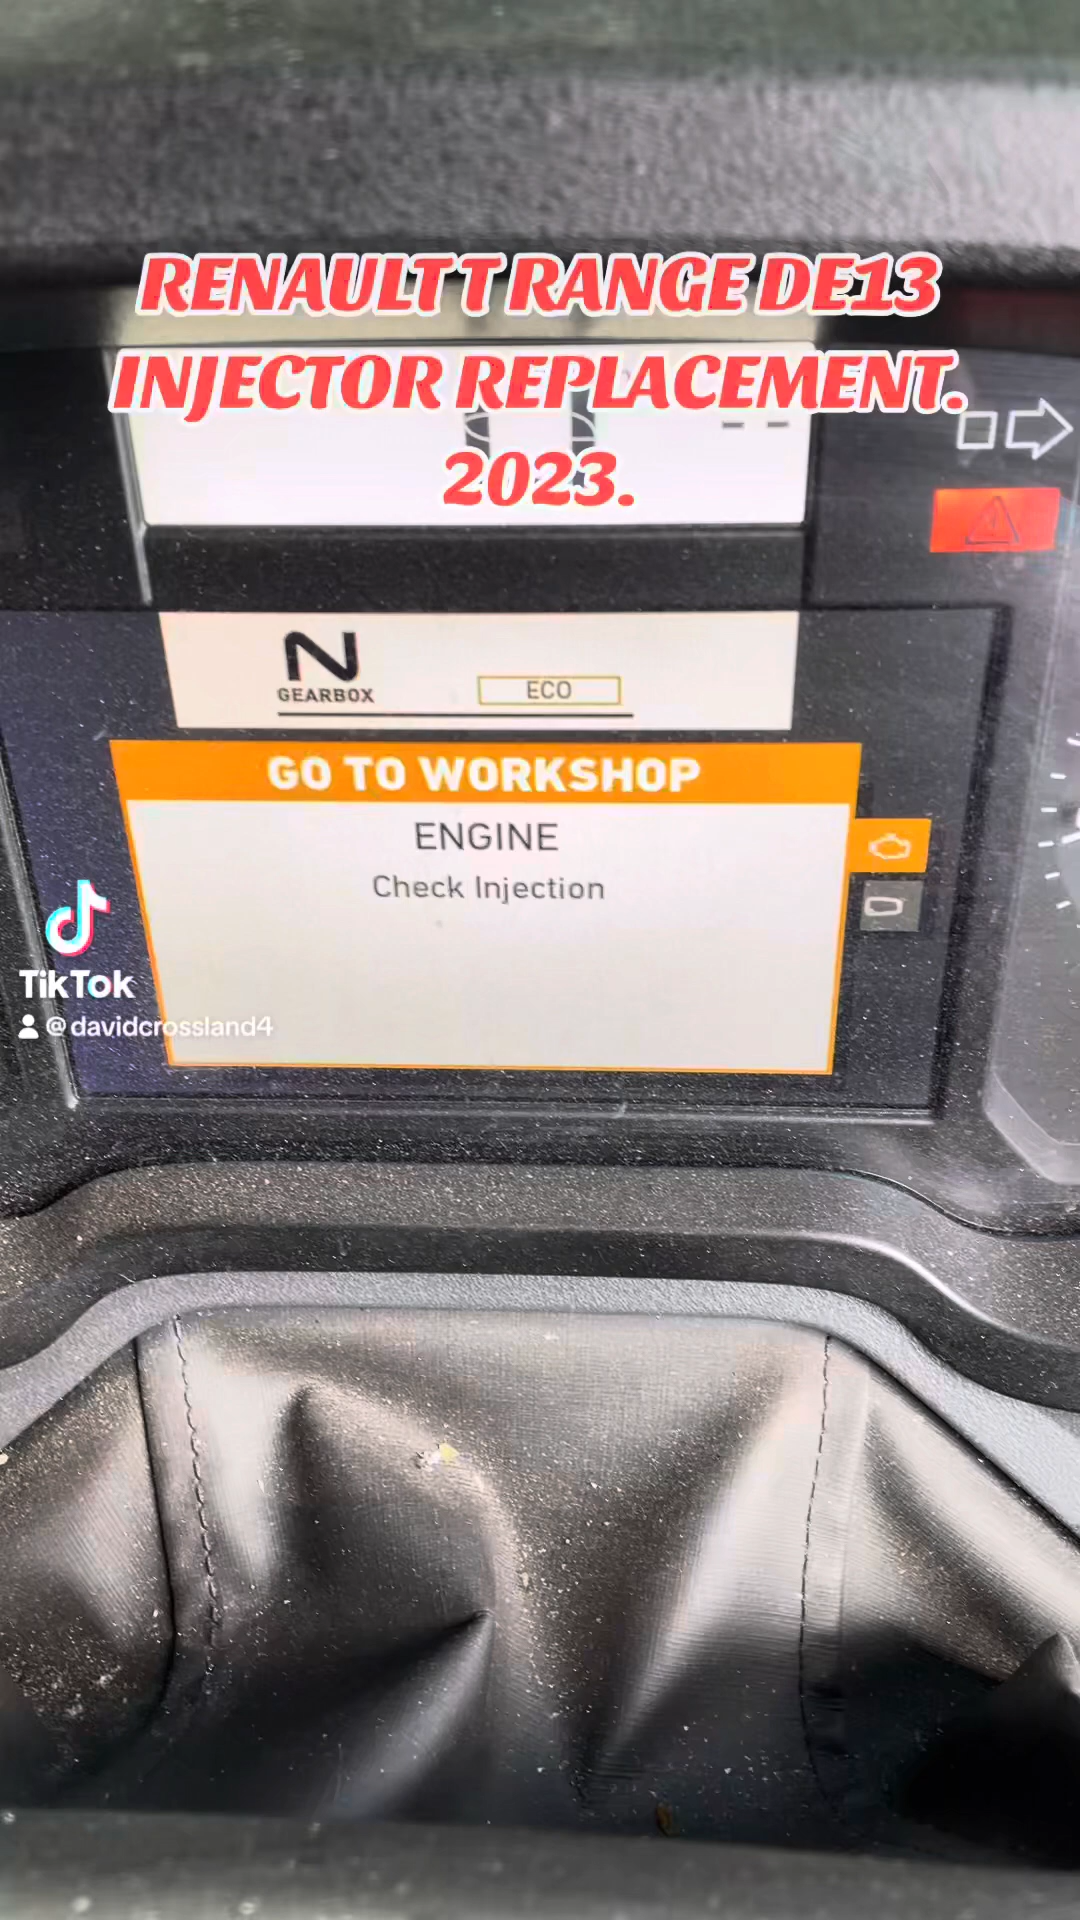 RENAULT T RANGE DE13
INJECTOR REPLACEMENT.
2023.
N
GEARBOX
ECO
GO TO WORKSHOP
ENGINE
Check Injection
TikTok
@davidcrossland4